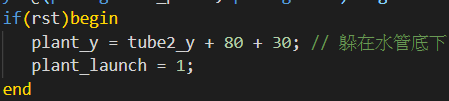 if(rst)begin
    plant_y = tube2_y + 80 + 30; // 躲在水管底下
    plant_launch = 1;
end